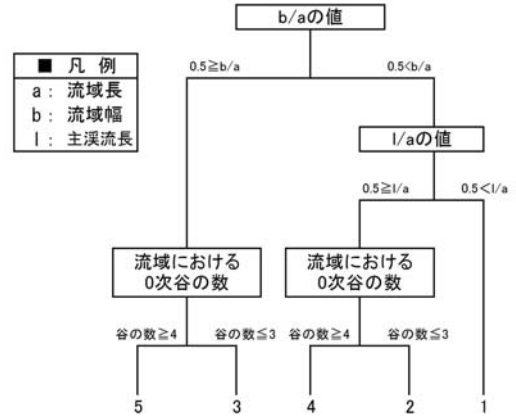 b/aの値
0.5≧b/a
0.5<b/a
■ 凡 例
a： 流域長
b： 流域幅
l： 主渓流長
l/aの値
0.5≧l/a
0.5<l/a
流域における
0次谷の数
流域における
0次谷の数
谷の数≧4
谷の数≦3
谷の数≧4
谷の数≦3
5
3
4
2
1